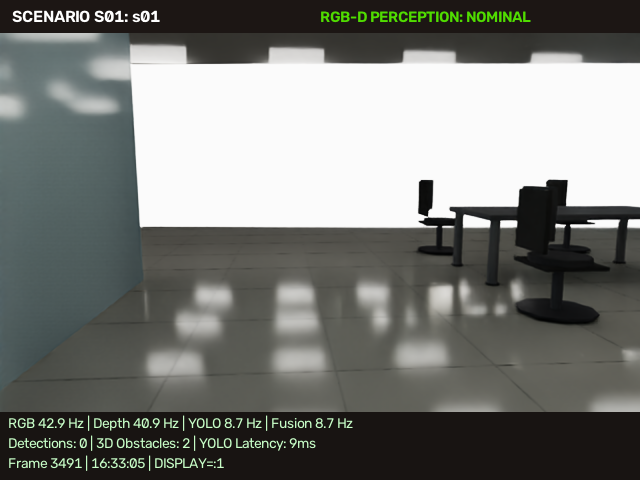 SCENARIO S01: s01
RGB-D PERCEPTION: NOMINAL
RGB 42.9 Hz | Depth 40.9 Hz | YOLO 8.7 Hz | Fusion 8.7 Hz
Detections: 0 | 3D Obstacles: 2 | YOLO Latency: 9ms
Frame 3491 | 16:33:05 | DISPLAY=:1